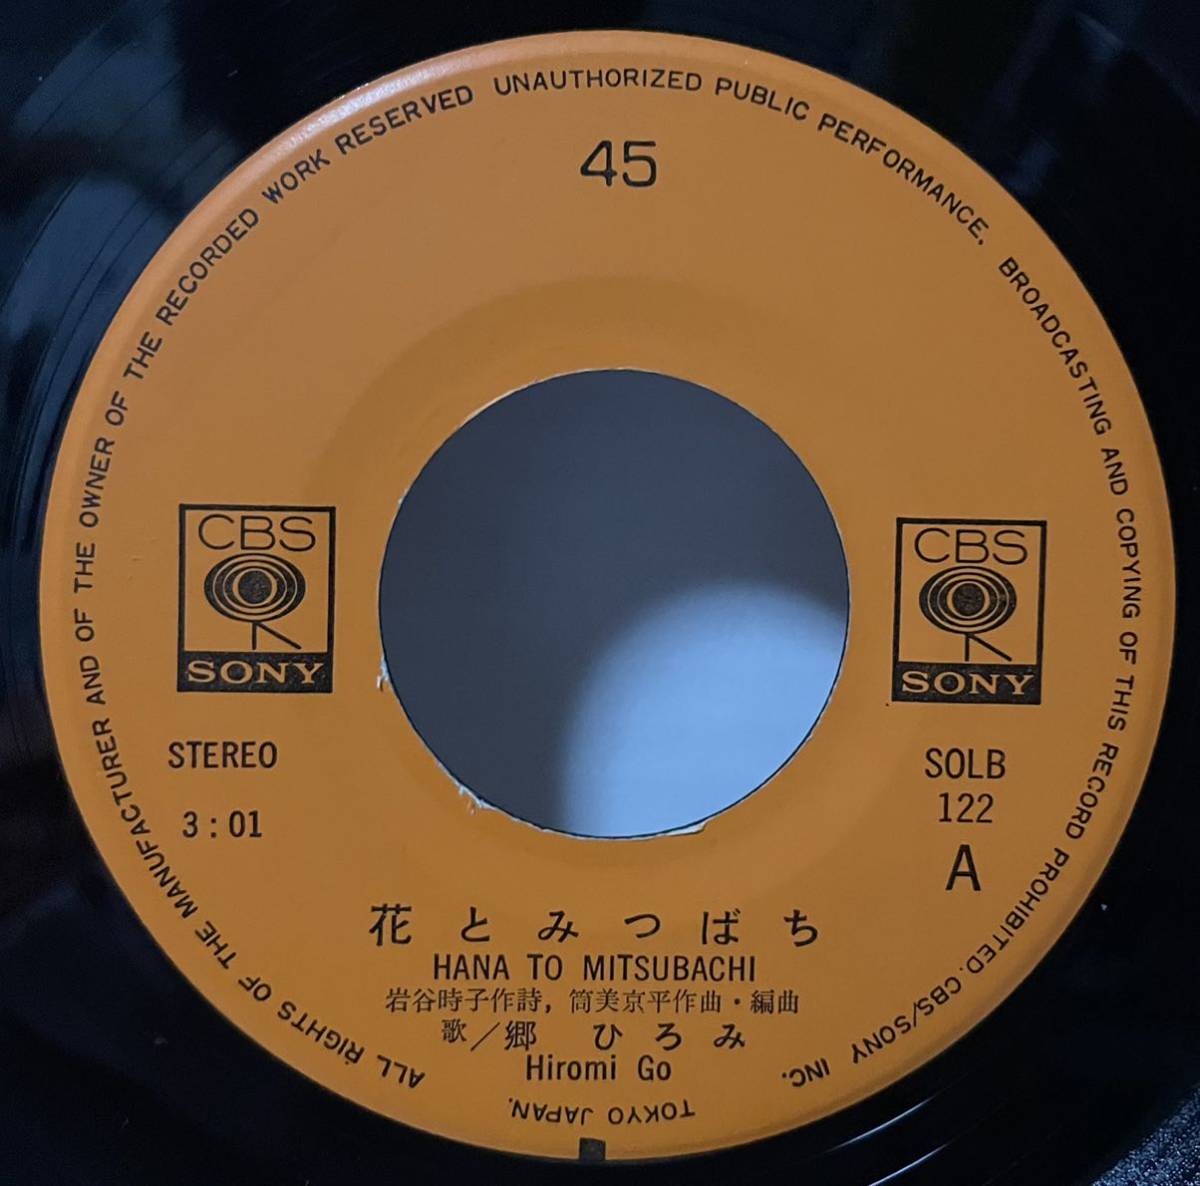 ALL RIGHTS OF THE MANUFACTURER AND OF THE OWNER OF THE RECORDED WORK RESERVED UNAUTHORIZED PUBLIC PERFORMANCE, BROADCASTING AND COPYING OF THIS RECORD PROHIBITED. CBS/SONY INC.
TOKYO JAPAN.
45
CBS
SONY
CBS
SONY
STEREO
3:01
SOLB
122
A
花とみつばち
HANA TO MITSUBACHI
岩谷時子作詩，筒美京平作曲・編曲
歌／郷 ひろみ
Hiromi Go